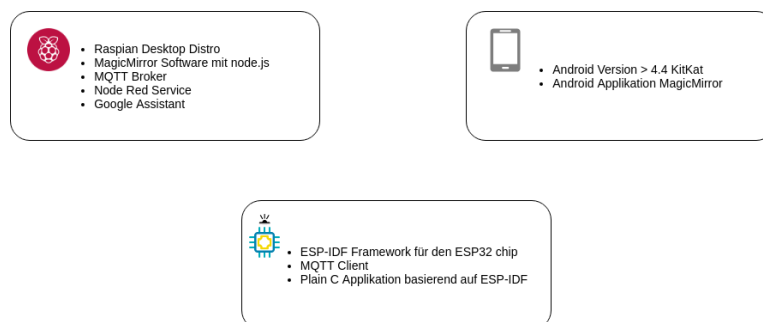 Raspian Desktop Distro
MagicMirror Software mit node.js
MQTT Broker
Node Red Service
Google Assistant
Android Version > 4.4 KitKat
Android Applikation MagicMirror
ESP-IDF Framework für den ESP32 chip
MQTT Client
Plain C Applikation basierend auf ESP-IDF